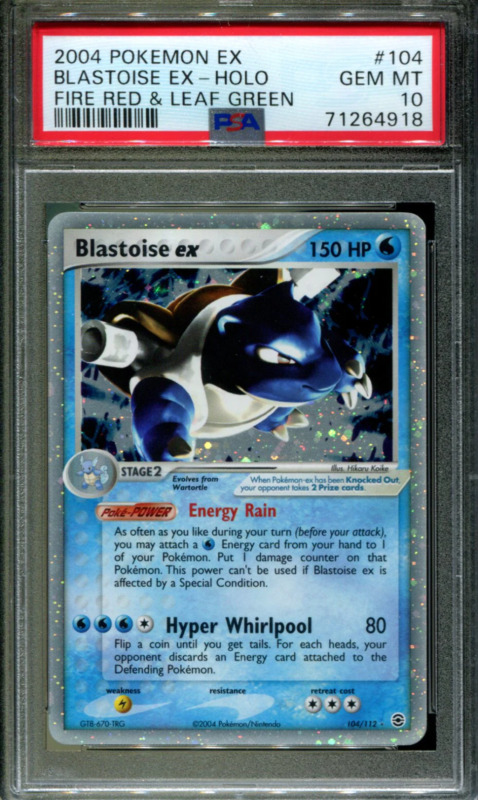 2004 POKEMON EX #104
BLASTOISE EX - HOLO GEM MT
FIRE RED & LEAF GREEN 10
PSA 71264918
Blastoise ex 150 HP
STAGE 2
Illus. Hikaru Koike
Evolves from
Wartortle
When Pokémon-ex has been Knocked Out,
your opponent takes 2 Prize cards.
Poké-POWER Energy Rain
As often as you like during your turn (before your attack),
you may attach a Energy card from your hand to 1
of your Pokémon. Put 1 damage counter on that
Pokémon. This power can't be used if Blastoise ex is
affected by a Special Condition.
Hyper Whirlpool 80
Flip a coin until you get tails. For each heads, your
opponent discards an Energy card attached to the
Defending Pokémon.
weakness resistance retreat cost
GTB-670-TRG ©2004 Pokémon/Nintendo 104/112